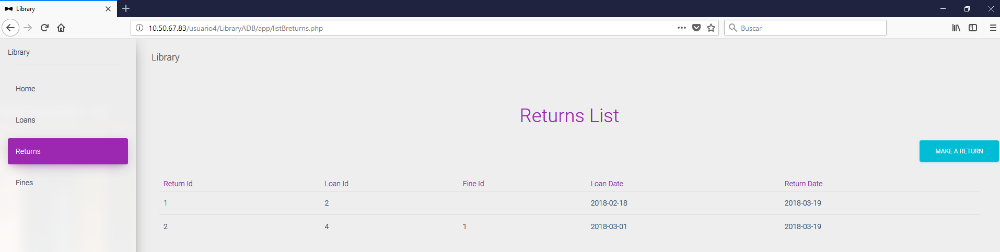 Library
10.50.67.83/usuario4/LibraryADB/app/listBreturns.php
Buscar
Library
Home
Loans
Returns
Fines
Library
Returns List
MAKE A RETURN
Return Id Loan Id Fine Id Loan Date Return Date
1 2 2018-02-18 2018-03-19
2 4 1 2018-03-01 2018-03-19